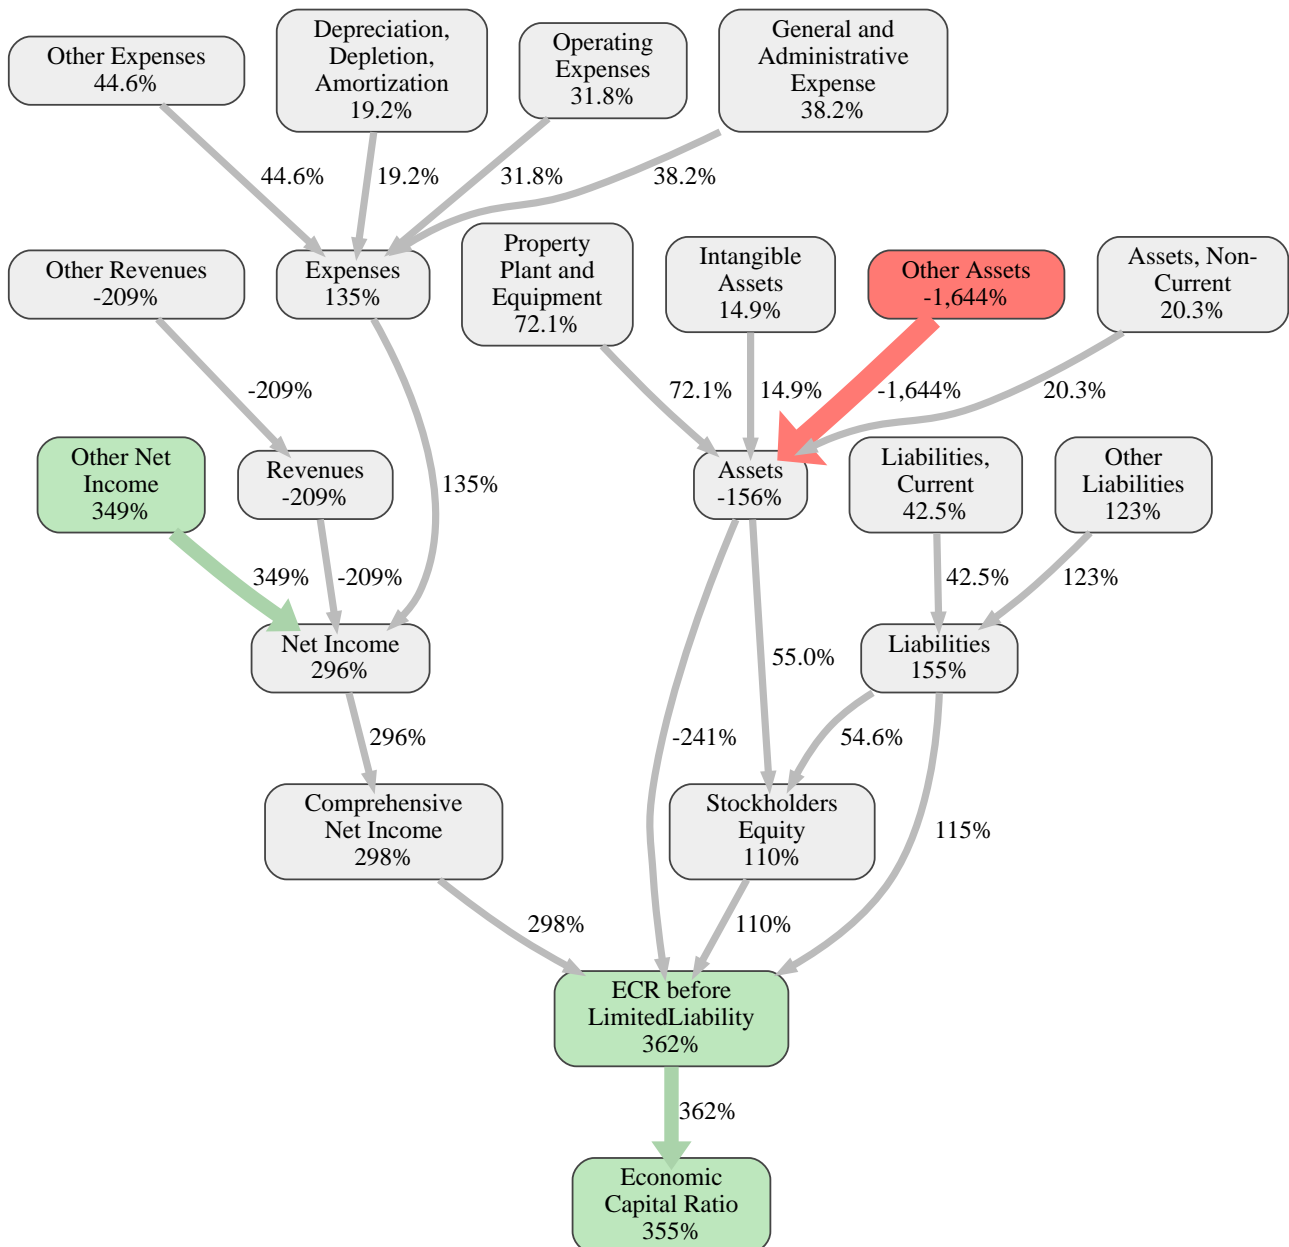 Other Expenses
44.6%
Depreciation,
Depletion,
Amortization
19.2%
Operating
Expenses
31.8%
General and
Administrative
Expense
38.2%
44.6%
19.2%
31.8%
38.2%
Other Revenues
-209%
Expenses
135%
Property
Plant and
Equipment
72.1%
Intangible
Assets
14.9%
Other Assets
-1,644%
Assets, Non-
Current
20.3%
-209%
72.1%
14.9%
-1,644%
20.3%
Other Net
Income
349%
Revenues
-209%
135%
Assets
-156%
Liabilities,
Current
42.5%
Other
Liabilities
123%
349%
-209%
42.5%
123%
Net Income
296%
55.0%
Liabilities
155%
296%
-241%
54.6%
Comprehensive
Net Income
298%
Stockholders
Equity
110%
115%
298%
110%
ECR before
LimitedLiability
362%
362%
Economic
Capital Ratio
355%